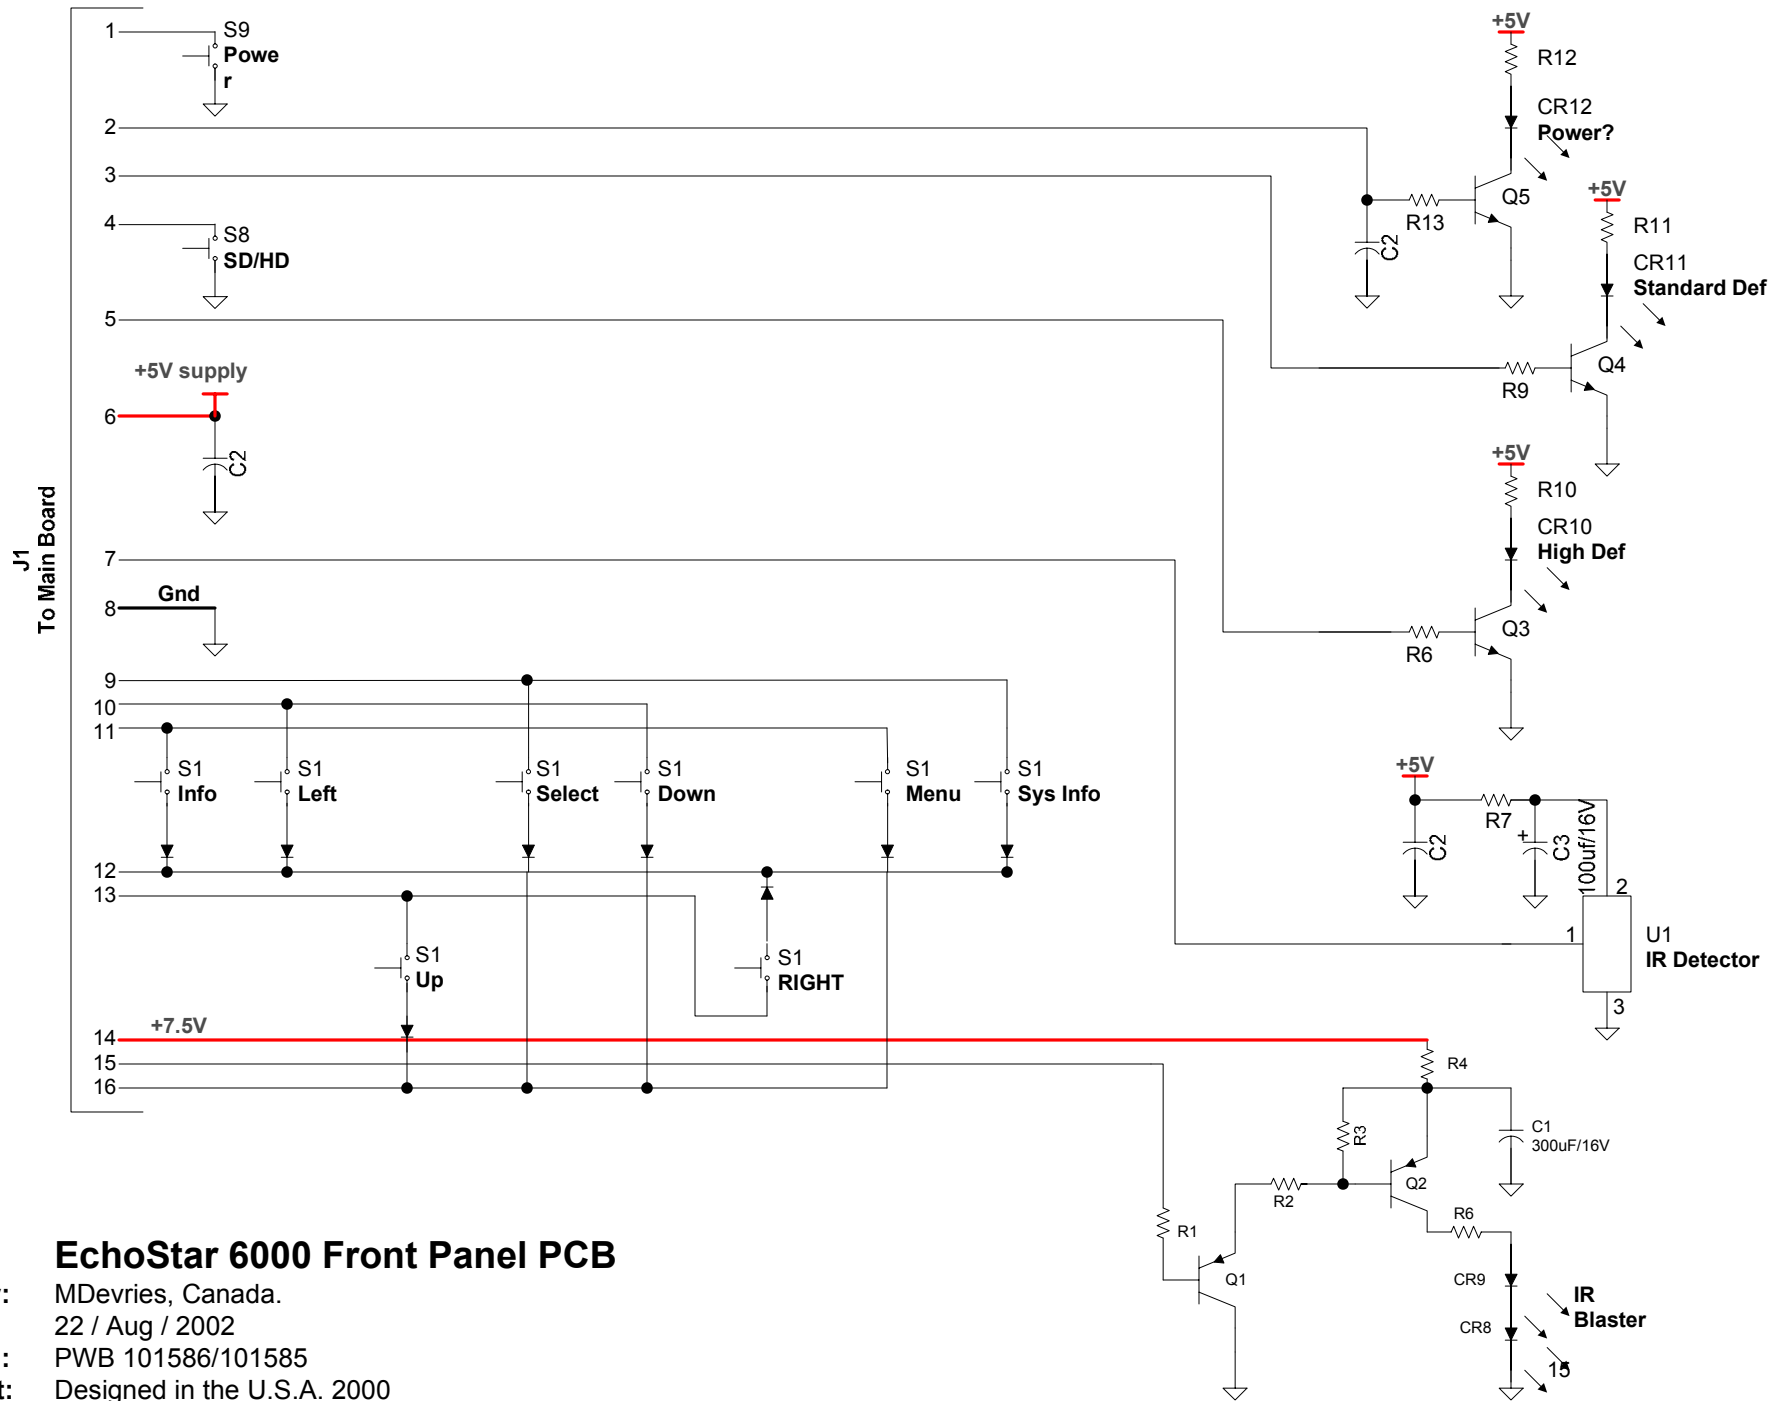 1
S9
Powe
r
2
3
4
S8
SD/HD
5
+5V supply
6
C2
7
Gnd
8
J1
To Main Board
9
10
11
S1
Info
S1
Left
S1
Select
S1
Down
S1
Menu
S1
Sys Info
12
13
S1
Up
S1
RIGHT
+7.5V
14
15
16
+5V
R12
CR12
Power?
Q5
R13
C2
+5V
R11
CR11
Standard Def
Q4
R9
+5V
R10
CR10
High Def
Q3
R6
+5V
R7
C2
+
C3
100uf/16V
2
1
U1
IR Detector
3
R4
R3
C1
300uF/16V
Q2
R2
R1
Q1
R6
CR9
CR8
IR
Blaster
15
EchoStar 6000 Front Panel PCB
: MDevries, Canada.
22 / Aug / 2002
: PWB 101586/101585
t: Designed in the U.S.A. 2000